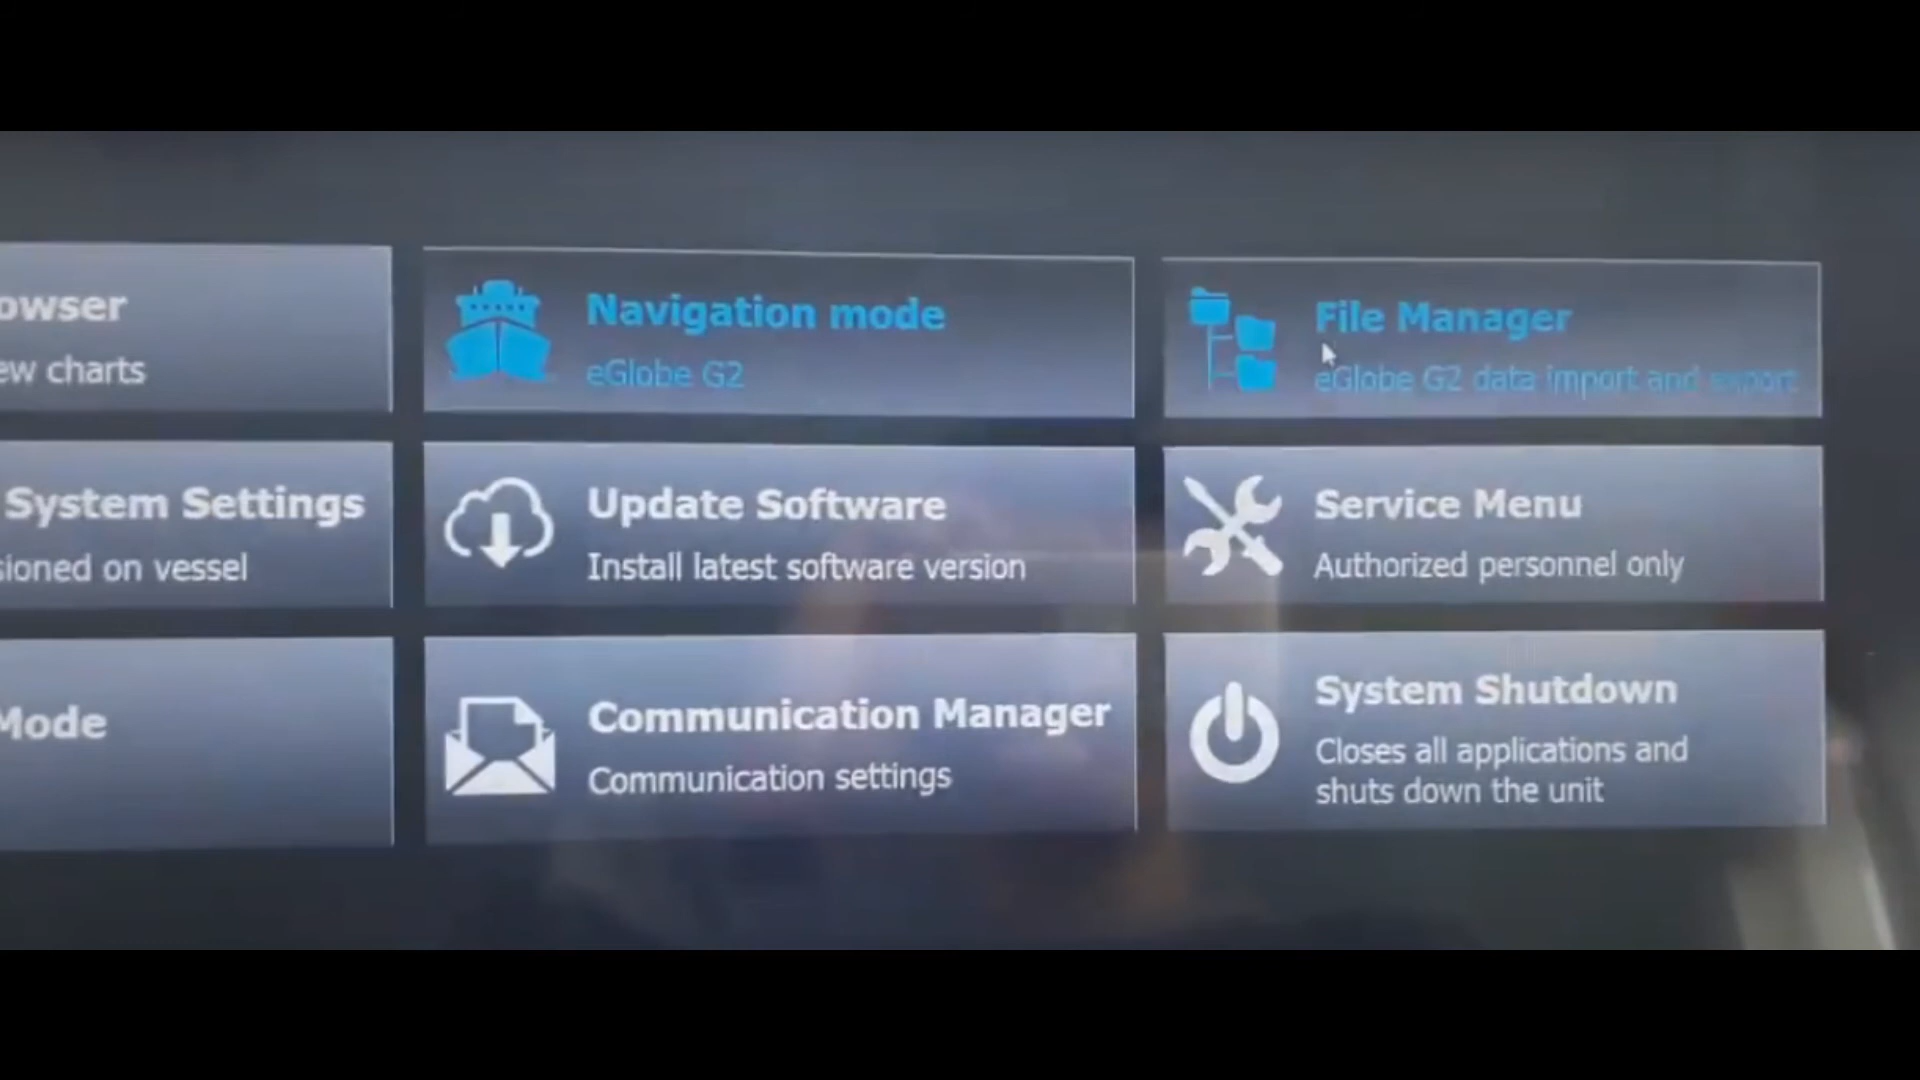 owser
ew charts
Navigation mode
eGlobe G2
File Manager
eGlobe G2 data import and export
System Settings
sioned on vessel
Update Software
Install latest software version
Service Menu
Authorized personnel only
Mode
Communication Manager
Communication settings
System Shutdown
Closes all applications and
shuts down the unit